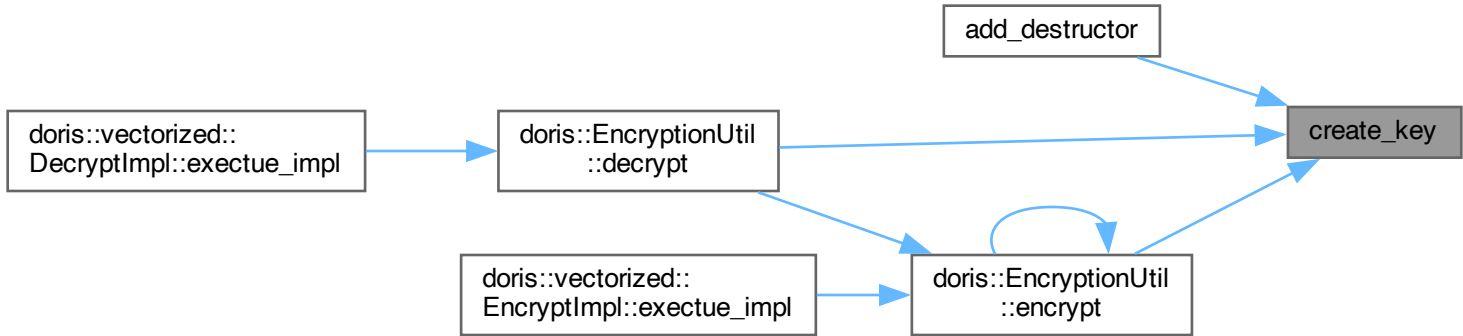 add_destructor
create_key
doris::vectorized::
DecryptImpl::exectue_impl
doris::EncryptionUtil
::decrypt
doris::vectorized::
EncryptImpl::exectue_impl
doris::EncryptionUtil
::encrypt